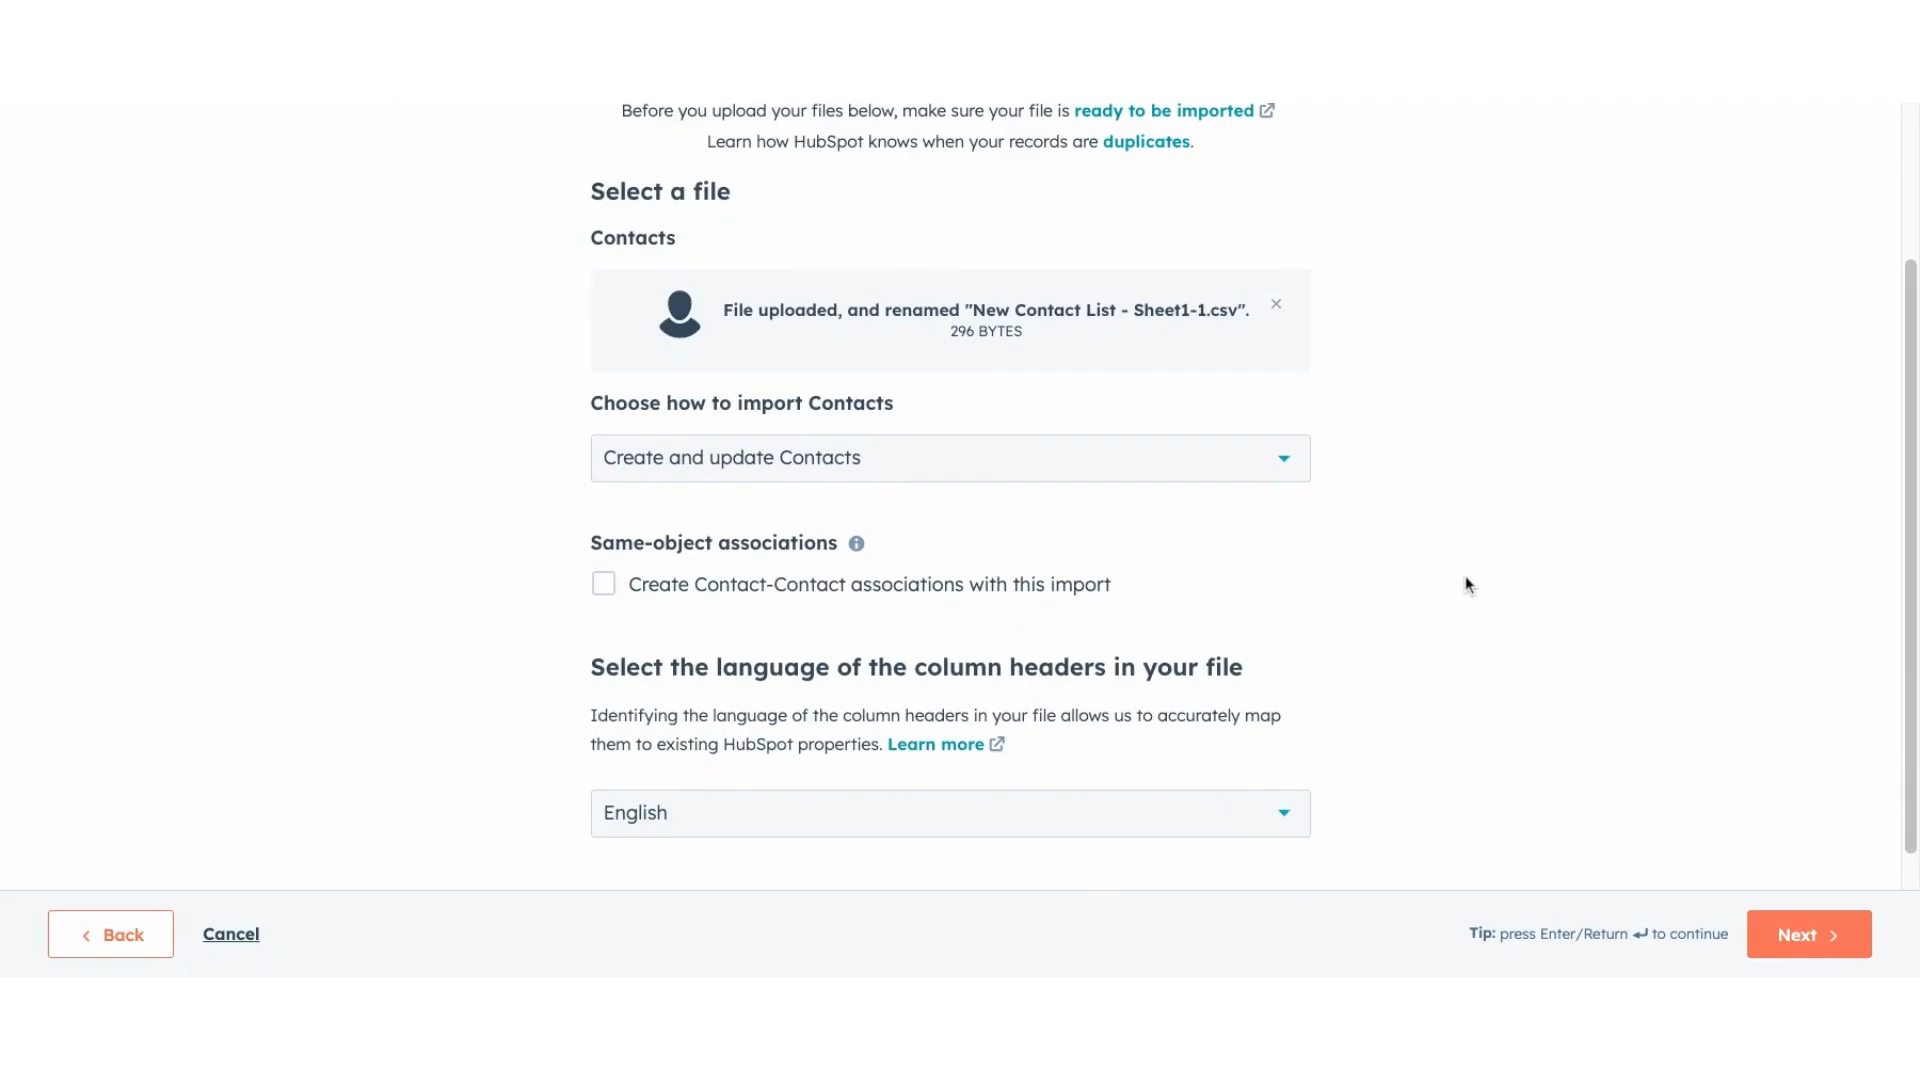 Before you upload your files below, make sure your file is ready to be imported
Learn how HubSpot knows when your records are duplicates.
Select a file
Contacts
File uploaded, and renamed "New Contact List - Sheet1-1.csv".
296 BYTES
Choose how to import Contacts
Create and update Contacts
Same-object associations
Create Contact-Contact associations with this import
Select the language of the column headers in your file
Identifying the language of the column headers in your file allows us to accurately map
them to existing HubSpot properties. Learn more
English
Back
Cancel
Tip: press Enter/Return ↵ to continue
Next